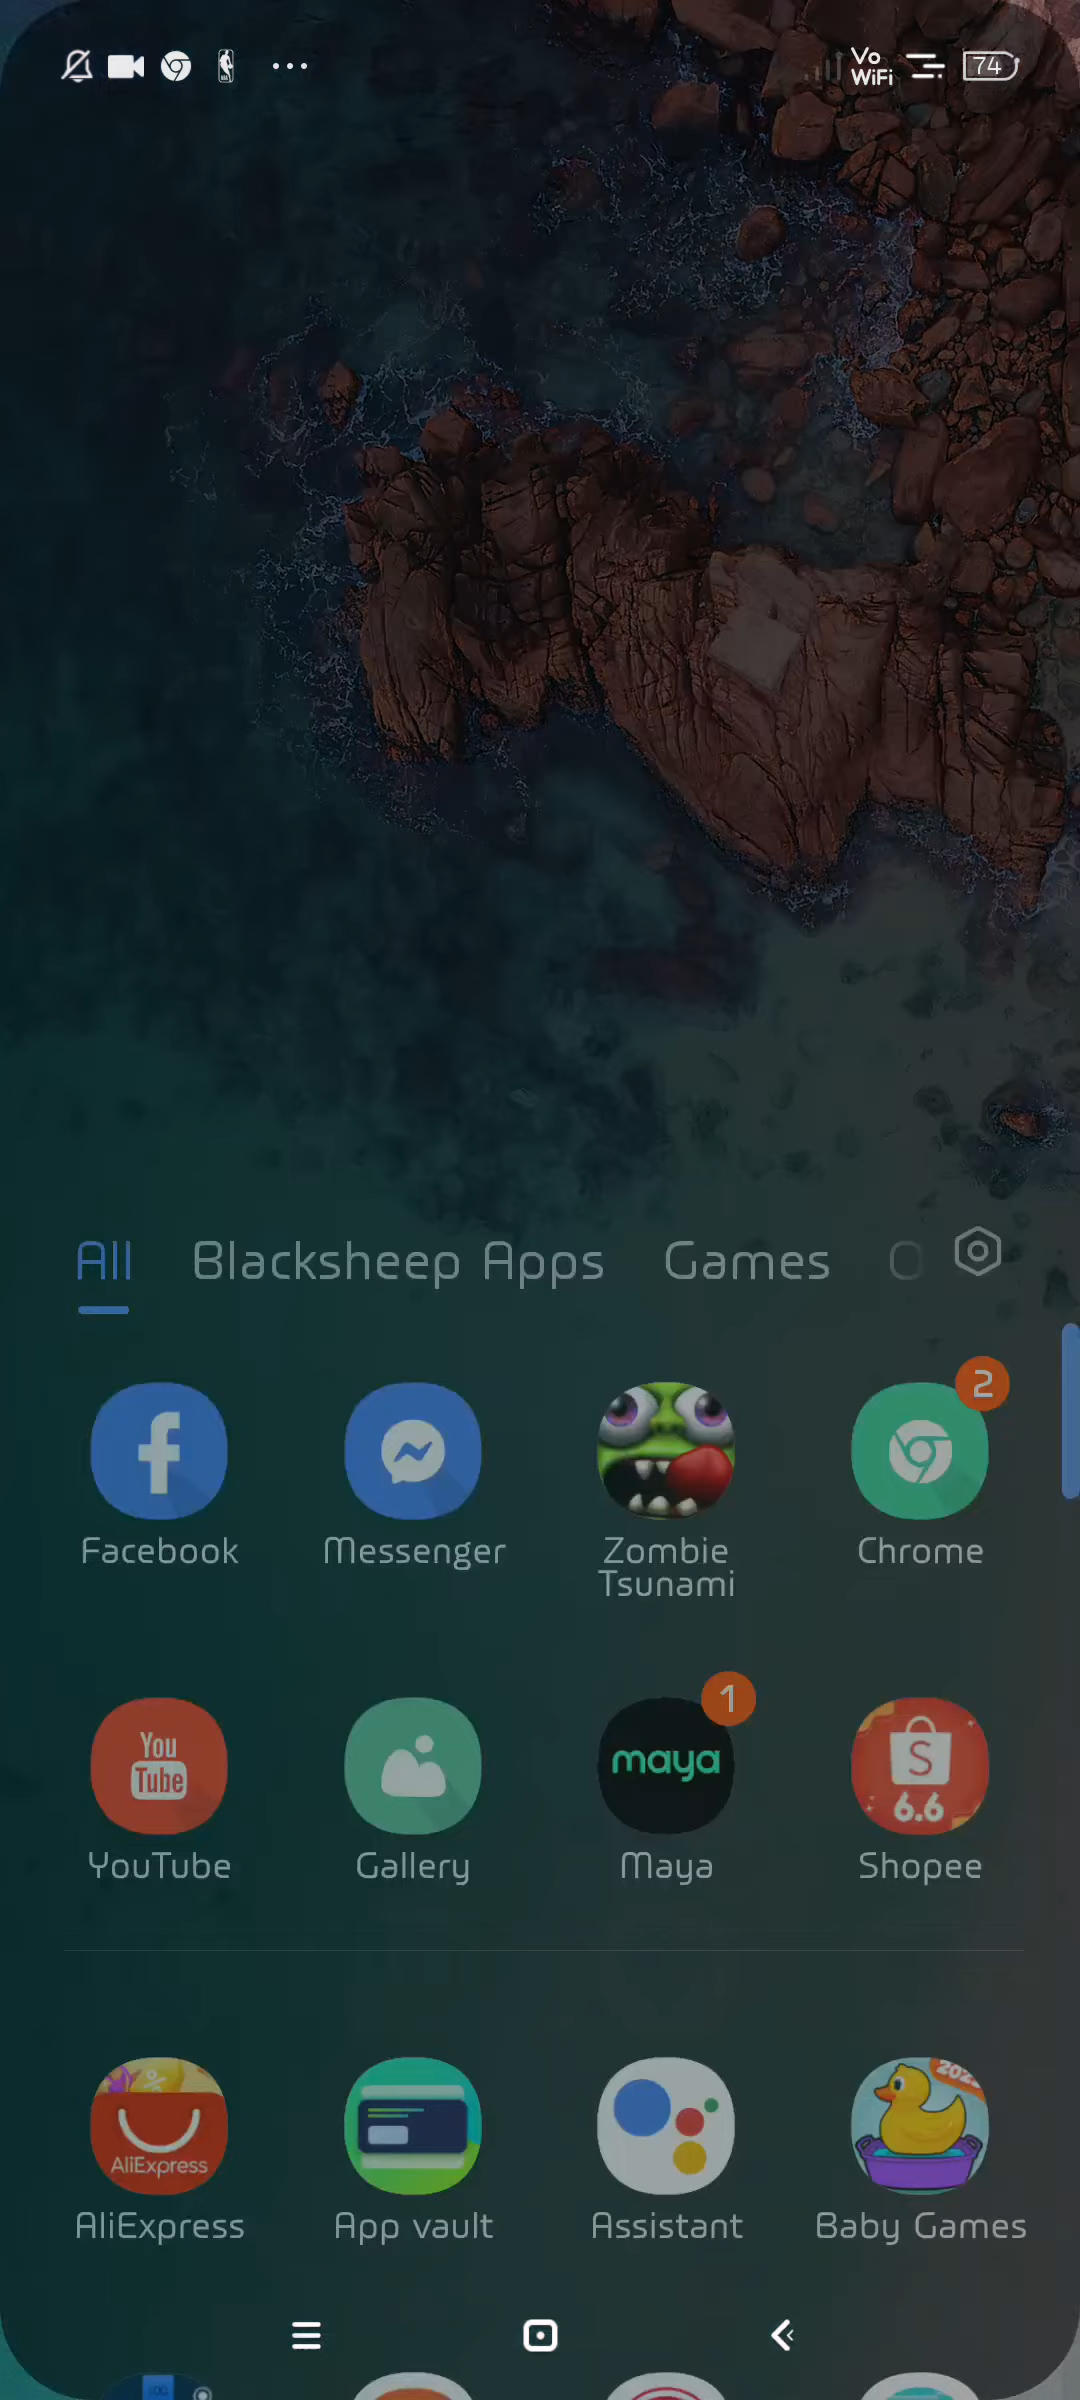 Vo
WiFi
74
All Blacksheep Apps Games
2
Facebook Messenger Zombie Tsunami Chrome
You
Tube
1
maya
S
6.6
YouTube Gallery Maya Shopee
%
AliExpress
AliExpress App vault Assistant Baby Games